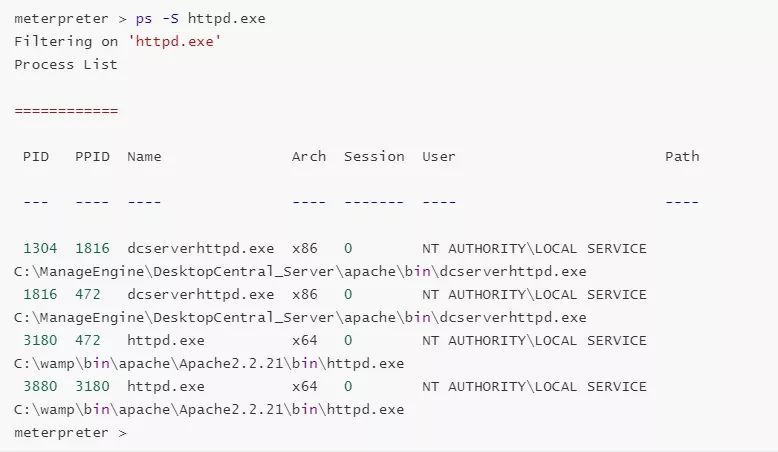 meterpreter > ps -S httpd.exe
Filtering on 'httpd.exe'
Process List
============
PID PPID Name Arch Session User Path
--- ---- ---- ---- ------- ---- ----
1304 1816 dcserverhttpd.exe x86 0 NT AUTHORITY\LOCAL SERVICE
C:\ManageEngine\DesktopCentral_Server\apache\bin\dcserverhttpd.exe
1816 472 dcserverhttpd.exe x86 0 NT AUTHORITY\LOCAL SERVICE
C:\ManageEngine\DesktopCentral_Server\apache\bin\dcserverhttpd.exe
3180 472 httpd.exe x64 0 NT AUTHORITY\LOCAL SERVICE
C:\wamp\bin\apache\Apache2.2.21\bin\httpd.exe
3880 3180 httpd.exe x64 0 NT AUTHORITY\LOCAL SERVICE
C:\wamp\bin\apache\Apache2.2.21\bin\httpd.exe
meterpreter >